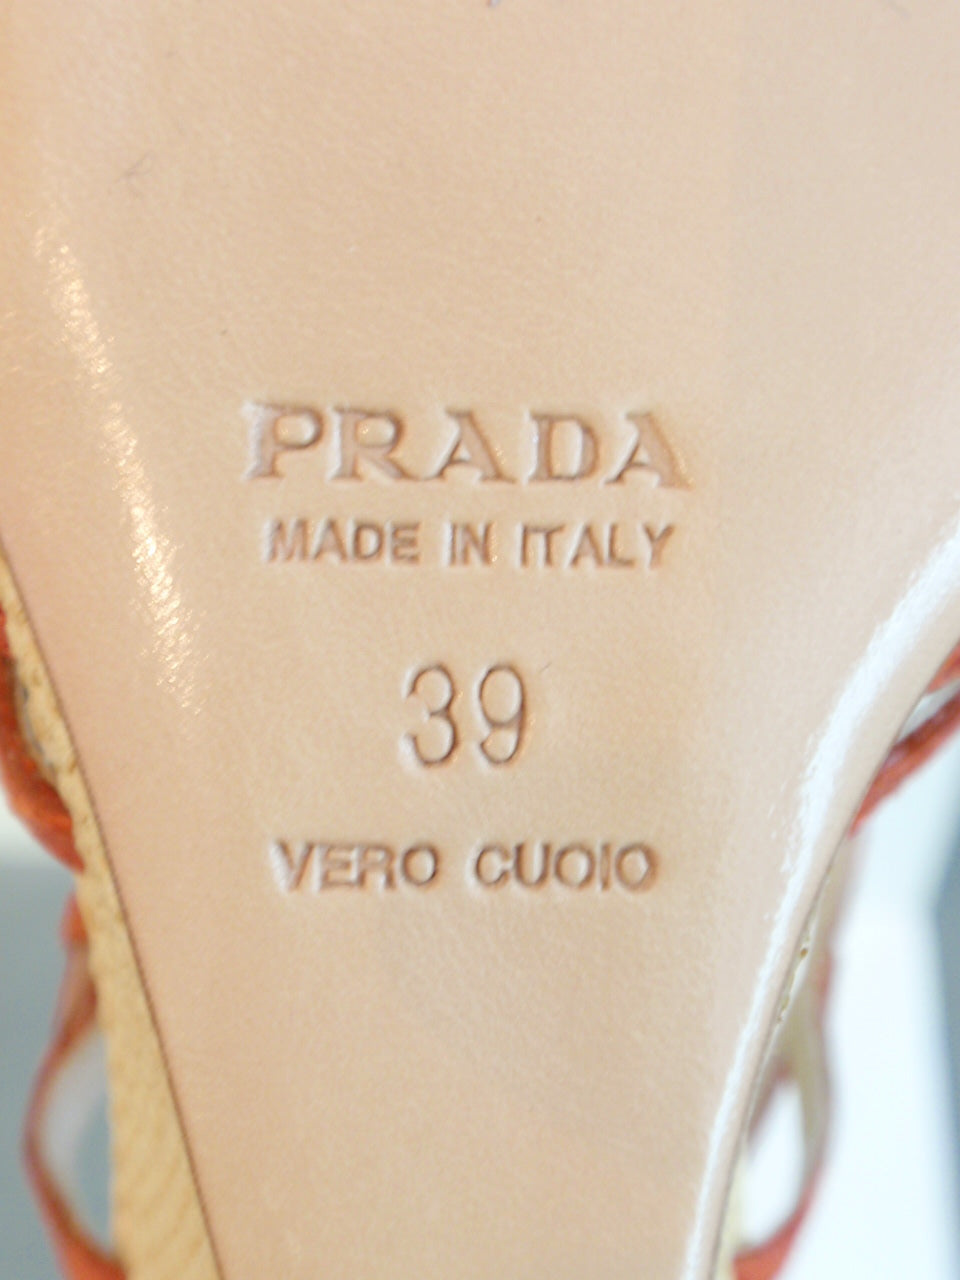 PRADA
MADE IN ITALY
39
VERO CUOIO